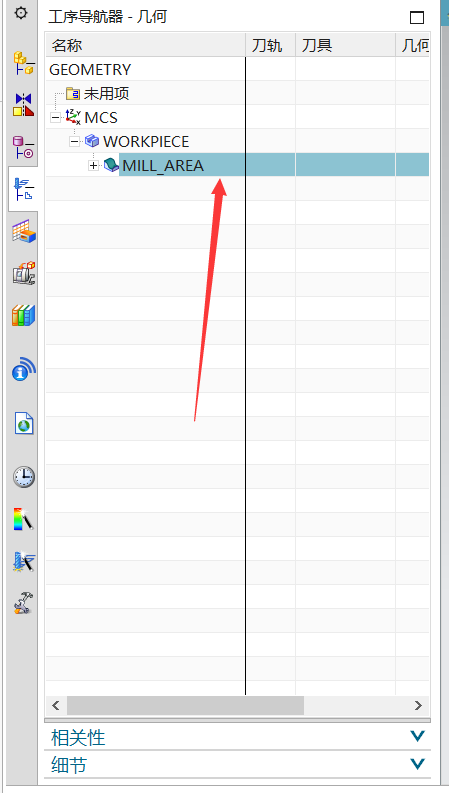 工序导航器 - 几何
名称 刀轨 刀具 几何
GEOMETRY
未用项
MCS
WORKPIECE
MILL_AREA
相关性
细节